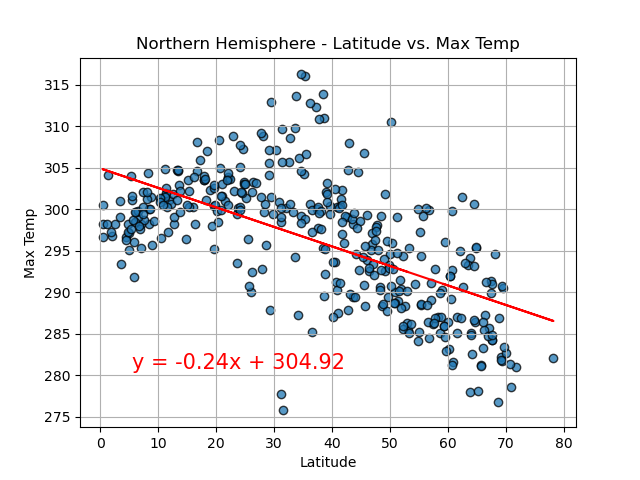 Northern Hemisphere - Latitude vs. Max Temp
315
310
305
300
295
290
285
280
275
Max Temp
y = -0.24x + 304.92
0 10 20 30 40 50 60 70 80
Latitude